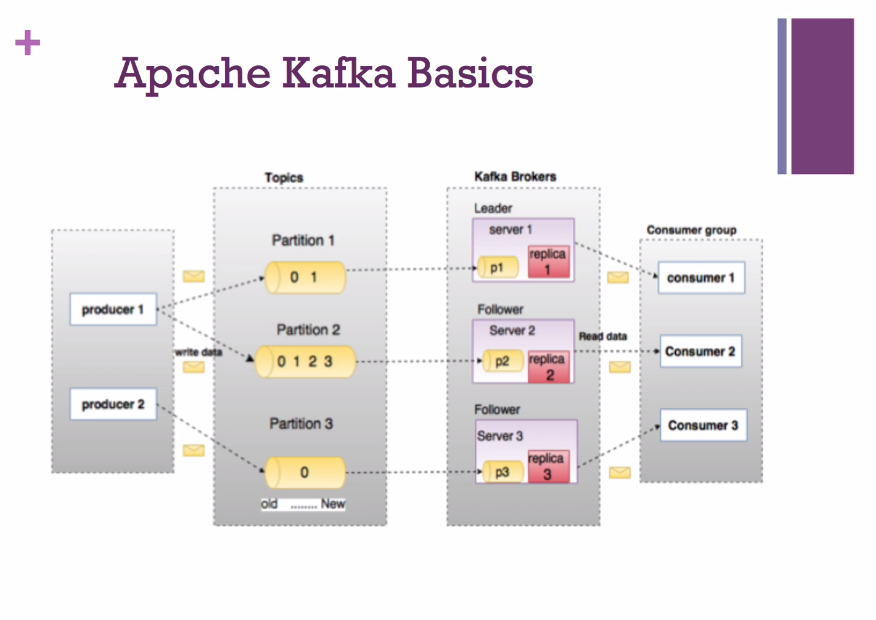 +
Apache Kafka Basics
Topics
Kafka Brokers
Consumer group
producer 1
write data
producer 2
Partition 1
0 1
Partition 2
0 1 2 3
Partition 3
0
old ........ New
Leader
server 1
p1
replica
1
Follower
Server 2
p2
replica
2
Follower
Server 3
p3
replica
3
Read data
consumer 1
Consumer 2
Consumer 3